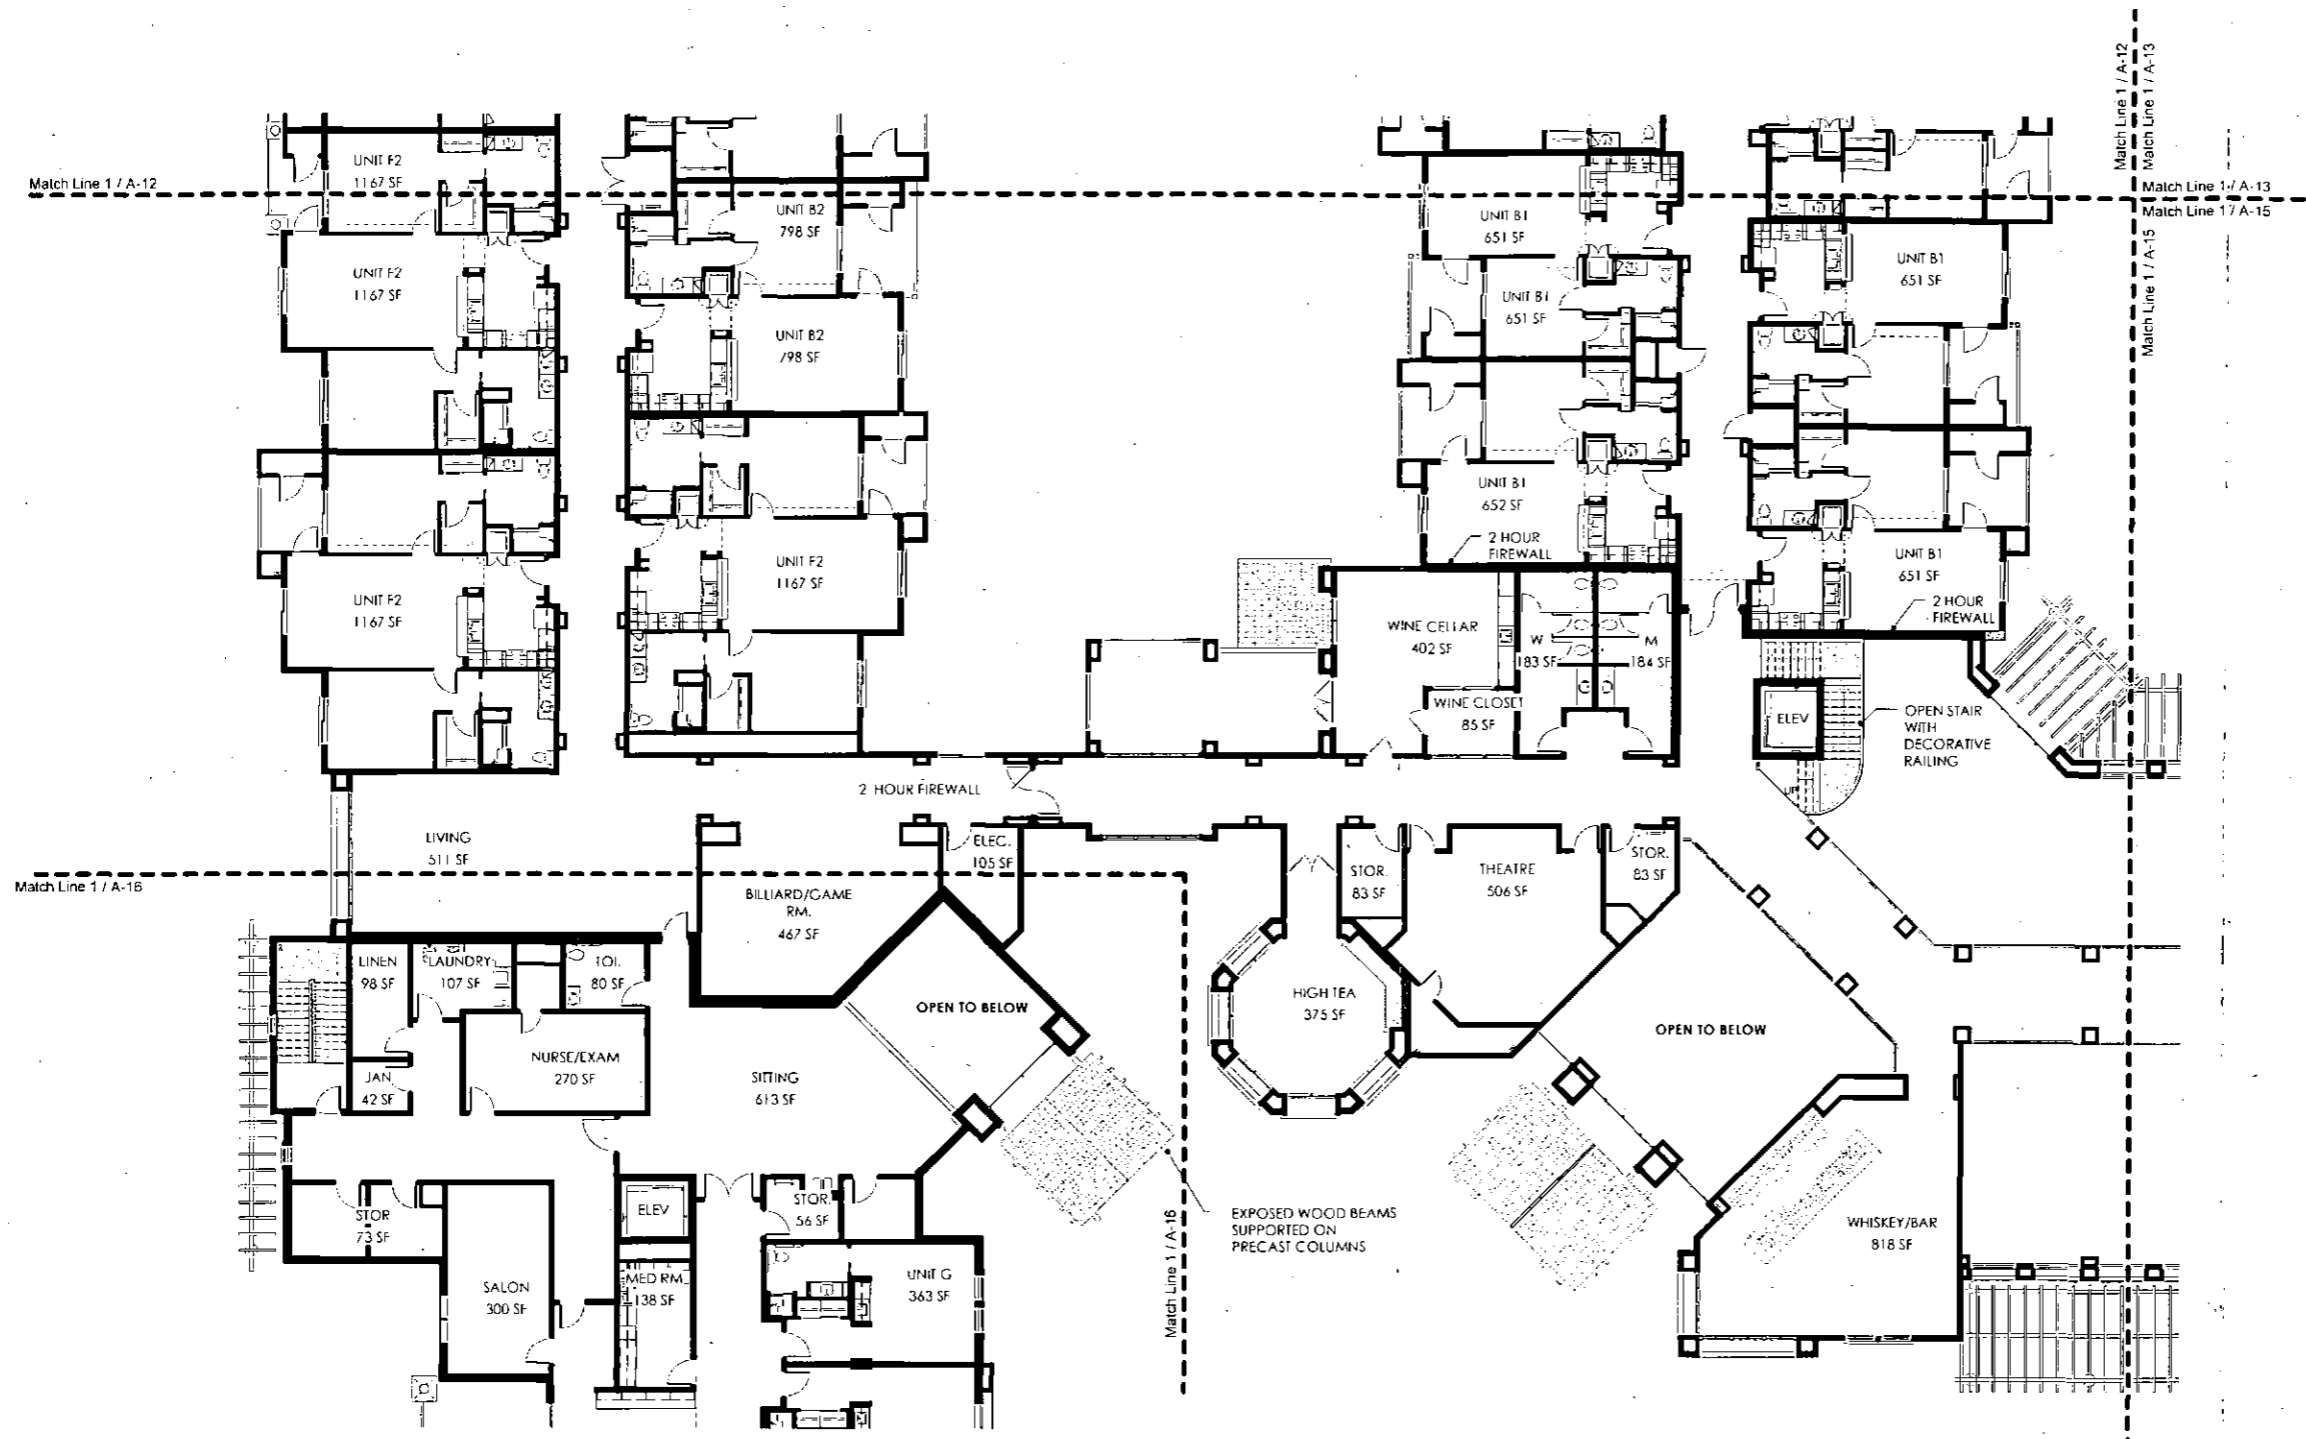 Match Line 1 / A-12
Match Line 1 / A-13
UNIT F2
1167 SF
Match Line 1 / A-12
Match Line 1 / A-13
Match Line 1 / A-15
Match Line 1 / A-15
UNIT B2
798 SF
UNIT B1
651 SF
UNIT F2
1167 SF
UNIT B1
651 SF
UNIT B1
651 SF
UNIT B2
798 SF
UNIT B1
652 SF
2 HOUR
FIREWALL
UNIT F2
1167 SF
UNIT B1
651 SF
UNIT F2
1167 SF
2 HOUR
FIREWALL
WINE CELLAR
402 SF
W
183 SF
M
184 SF
WINE CLOSET
85 SF
ELEV
OPEN STAIR
WITH
DECORATIVE
RAILING
2 HOUR FIREWALL
UP
LIVING
511 SF
ELEC.
105 SF
STOR.
83 SF
THEATRE
506 SF
STOR.
83 SF
Match Line 1 / A-16
BILLIARD/GAME
RM.
467 SF
LINEN
98 SF
LAUNDRY
107 SF
TOI.
80 SF
HIGH TEA
375 SF
OPEN TO BELOW
OPEN TO BELOW
NURSE/EXAM
270 SF
JAN
42 SF
SITTING
613 SF
STOR.
56 SF
ELEV
STOR
73 SF
EXPOSED WOOD BEAMS
SUPPORTED ON
PRECAST COLUMNS
Match Line 1 / A-16
WHISKEY/BAR
818 SF
SALON
300 SF
MED RM.
138 SF
UNIT G
363 SF